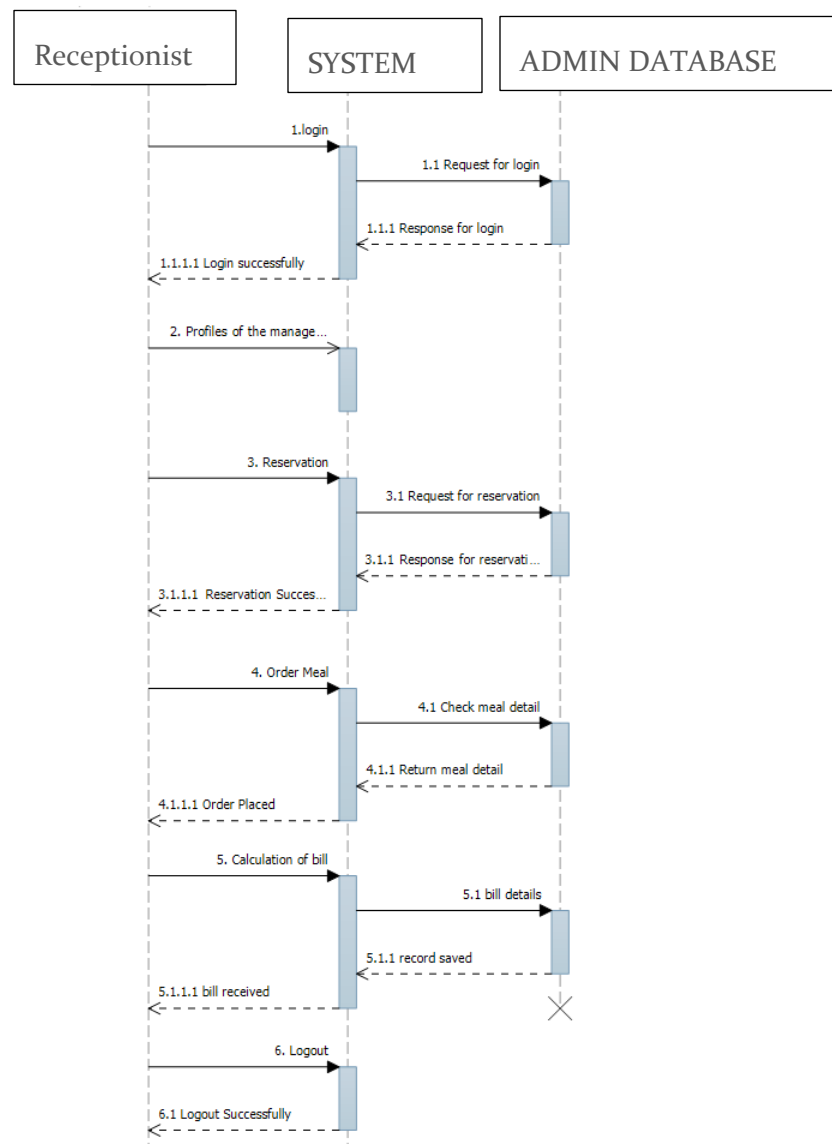 Receptionist
SYSTEM
ADMIN DATABASE
1.login
1.1 Request for login
1.1.1 Response for login
1.1.1.1 Login successfully
2. Profiles of the manage...
3. Reservation
3.1 Request for reservation
3.1.1 Response for reservati...
3.1.1.1 Reservation Succes...
4. Order Meal
4.1 Check meal detail
4.1.1 Return meal detail
4.1.1.1 Order Placed
5. Calculation of bill
5.1 bill details
5.1.1 record saved
5.1.1.1 bill received
6. Logout
6.1 Logout Successfully